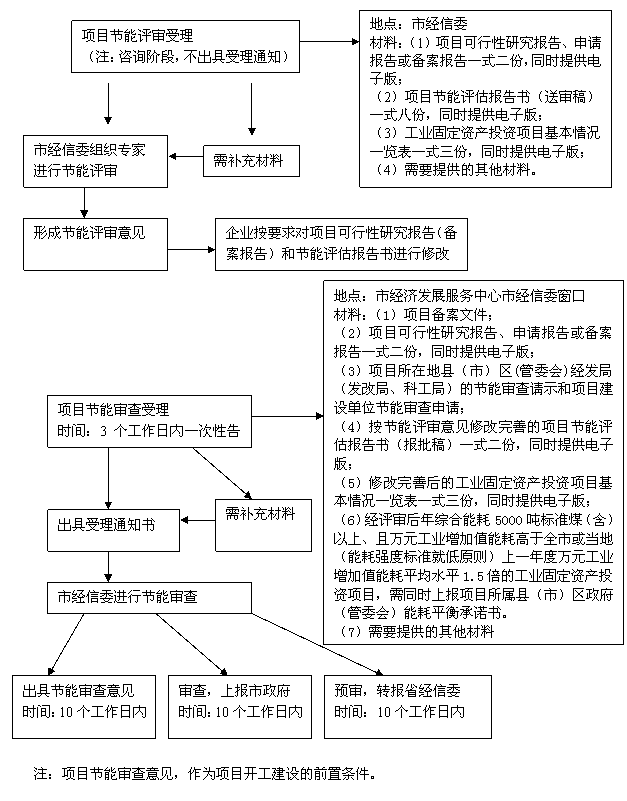 项目节能评审受理
（注：咨询阶段，不出具受理通知）
地点：市经信委
材料：（1）项目可行性研究报告、申请
报告或备案报告一式二份，同时提供电
子版；
（2）项目节能评估报告书（送审稿）
一式八份，同时提供电子版；
（3）工业固定资产投资项目基本情况
一览表一式三份，同时提供电子版；
（4）需要提供的其他材料。
市经信委组织专家
进行节能评审
需补充材料
形成节能评审意见
企业按要求对项目可行性研究报告（备
案报告）和节能评估报告书进行修改
地点：市经济发展服务中心市经信委窗口
材料：（1）项目备案文件；
（2）项目可行性研究报告、申请报告或备案
报告一式二份，同时提供电子版；
（3）项目所在地县（市）区(管委会)经发局
（发改局、科工局）的节能审查请示和项目建
设单位节能审查申请；
（4）按节能评审意见修改完善的项目节能评
估报告书（报批稿）一式二份，同时提供电子
版；
（5）修改完善后的工业固定资产投资项目基
本情况一览表一式三份，同时提供电子版；
（6）经评审后年综合能耗5000吨标准煤（含）
以上、且万元工业增加值能耗高于全市或当地
（能耗强度标准就低原则）上一年度万元工业
增加值能耗平均水平1.5倍的工业固定资产投
资项目，需同时上报项目所属县（市）区政府
（管委会）能耗平衡承诺书。
（7）需要提供的其他材料
项目节能审查受理
时间：3 个工作日内一次性告
出具受理通知书
需补充材料
市经信委进行节能审查
出具节能审查意见
时间：10个工作日内
审查，上报市政府
时间：10个工作日内
预审，转报省经信委
时间：10个工作日内
注：项目节能审查意见，作为项目开工建设的前置条件。